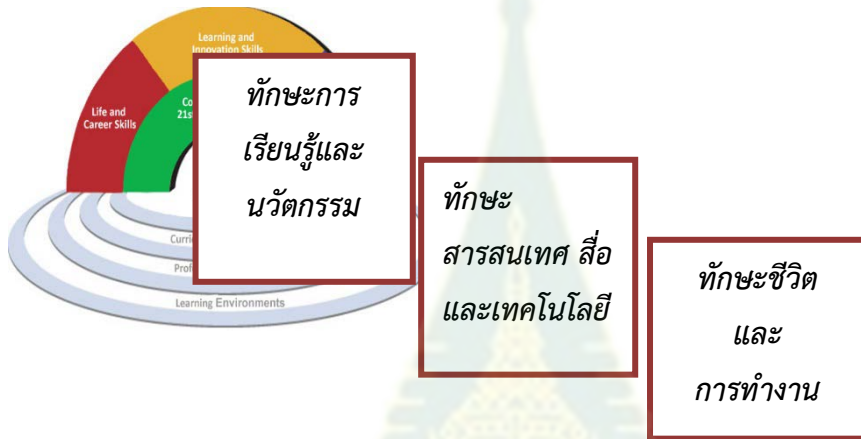 Learning and
Innovation Skills
Life and
Career Skills
21st
Learning Environments
ทักษะการ
เรียนรู้และ
นวัตกรรม
ทักษะ
สารสนเทศ สื่อ
และเทคโนโลยี
ทักษะชีวิต
และ
การทำงาน